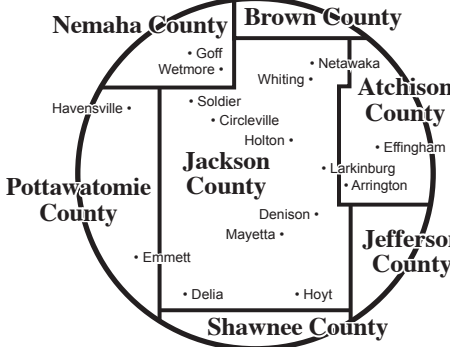 Brown County
Nemaha County
• Goff
Wetmore •
• Netawaka
Whiting •
Atchison
County
Havensville •
• Soldier
• Circleville
Holton •
• Effingham
Jackson
County
• Larkinburg
• Arrington
Pottawatomie
County
Denison •
Mayetta •
Jefferson
County
• Emmett
• Delia
• Hoyt
Shawnee County